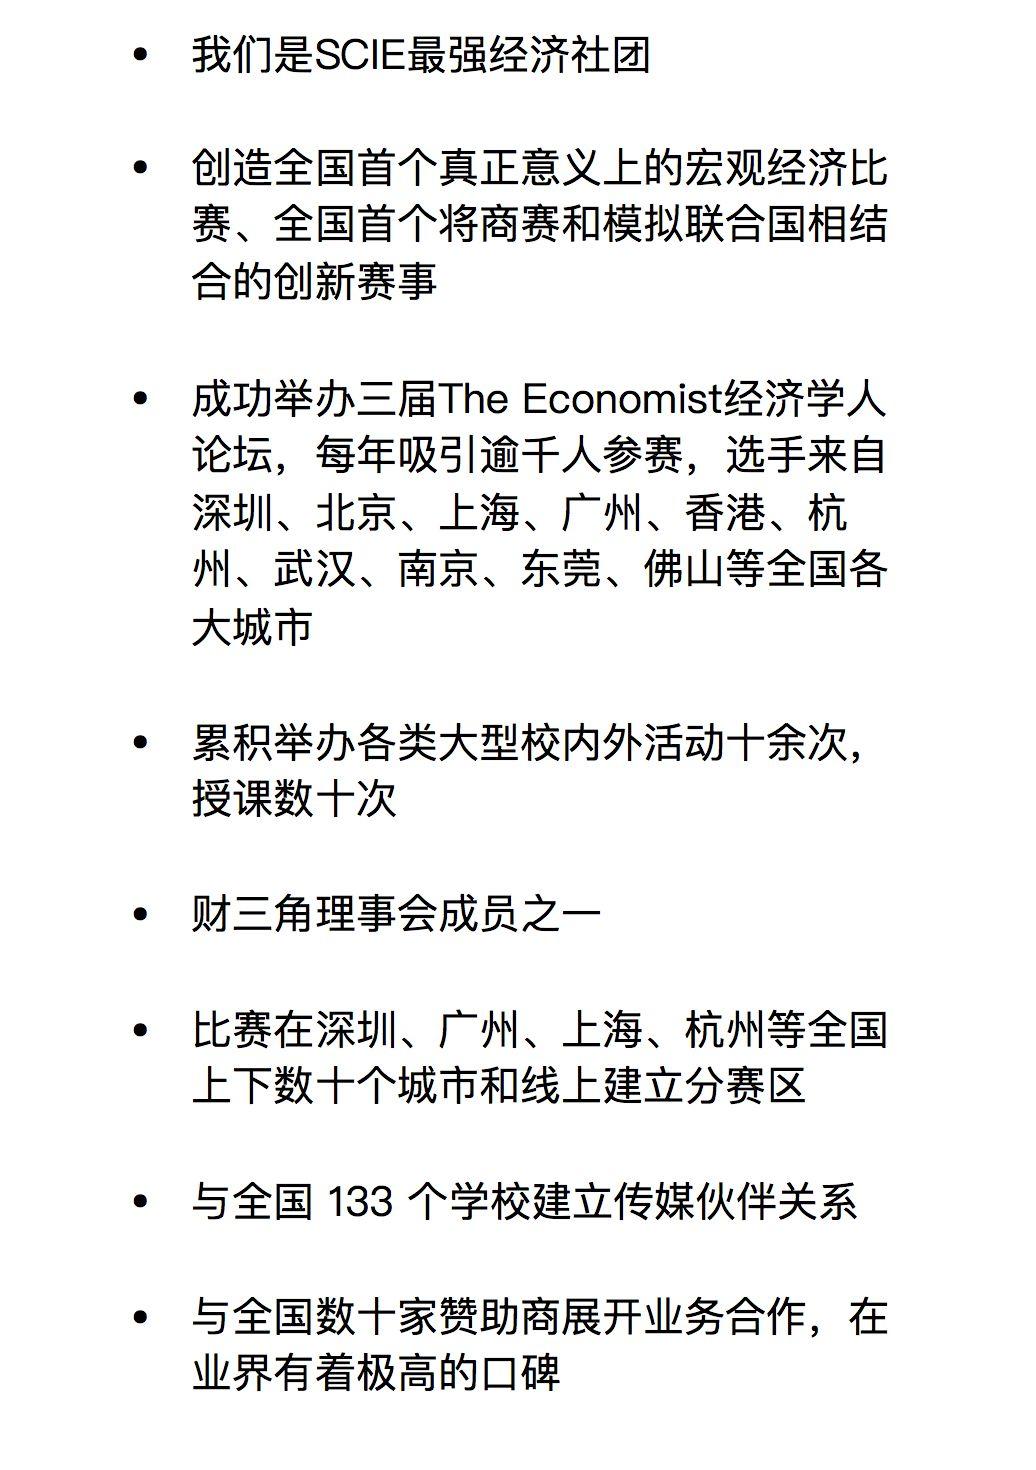 • 我们是SCIE最强经济社团
• 创造全国首个真正意义上的宏观经济比
赛、全国首个将商赛和模拟联合国相结
合的创新赛事
• 成功举办三届The Economist经济学人
论坛，每年吸引逾千人参赛，选手来自
深圳、北京、上海、广州、香港、杭
州、武汉、南京、东莞、佛山等全国各
大城市
• 累积举办各类大型校内外活动十余次，
授课数十次
• 财三角理事会成员之一
• 比赛在深圳、广州、上海、杭州等全国
上下数十个城市和线上建立分赛区
• 与全国 133 个学校建立传媒伙伴关系
• 与全国数十家赞助商展开业务合作，在
业界有着极高的口碑